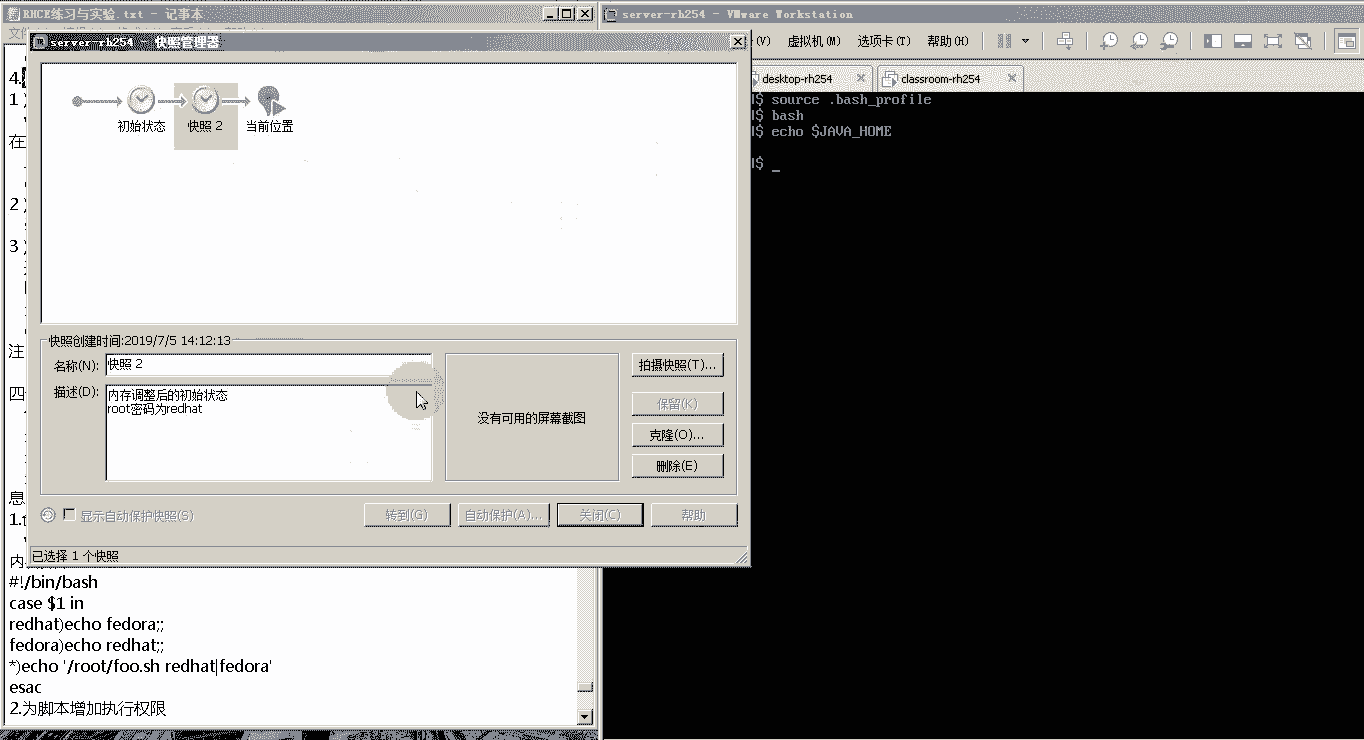 RHCE练习与实验.txt - 记事本
server-rh254 - VMware Workstation
server-rh254 - 快照管理器
(V) 虚拟机(M) 选项卡(T) 帮助(H)
desktop-rh254
classroom-rh254
$ source .bash_profile
$ bash
$ echo $JAVA_HOME
$ _
初始状态
快照 2
当前位置
4
1
在
2
3
注
四
息
1.
内
快照创建时间:2019/7/5 14:12:13
名称(N):
快照 2
描述(D):
内存调整后的初始状态
root密码为redhat
没有可用的屏幕截图
拍摄快照(T)...
保留(K)
克隆(O)...
删除(E)
显示自动保护快照(S)
转到(G)
自动保护(A)...
关闭(C)
帮助
已选择 1 个快照
#!/bin/bash
case $1 in
redhat)echo fedora;;
fedora)echo redhat;;
*)echo '/root/foo.sh redhat|fedora'
esac
2.为脚本增加执行权限